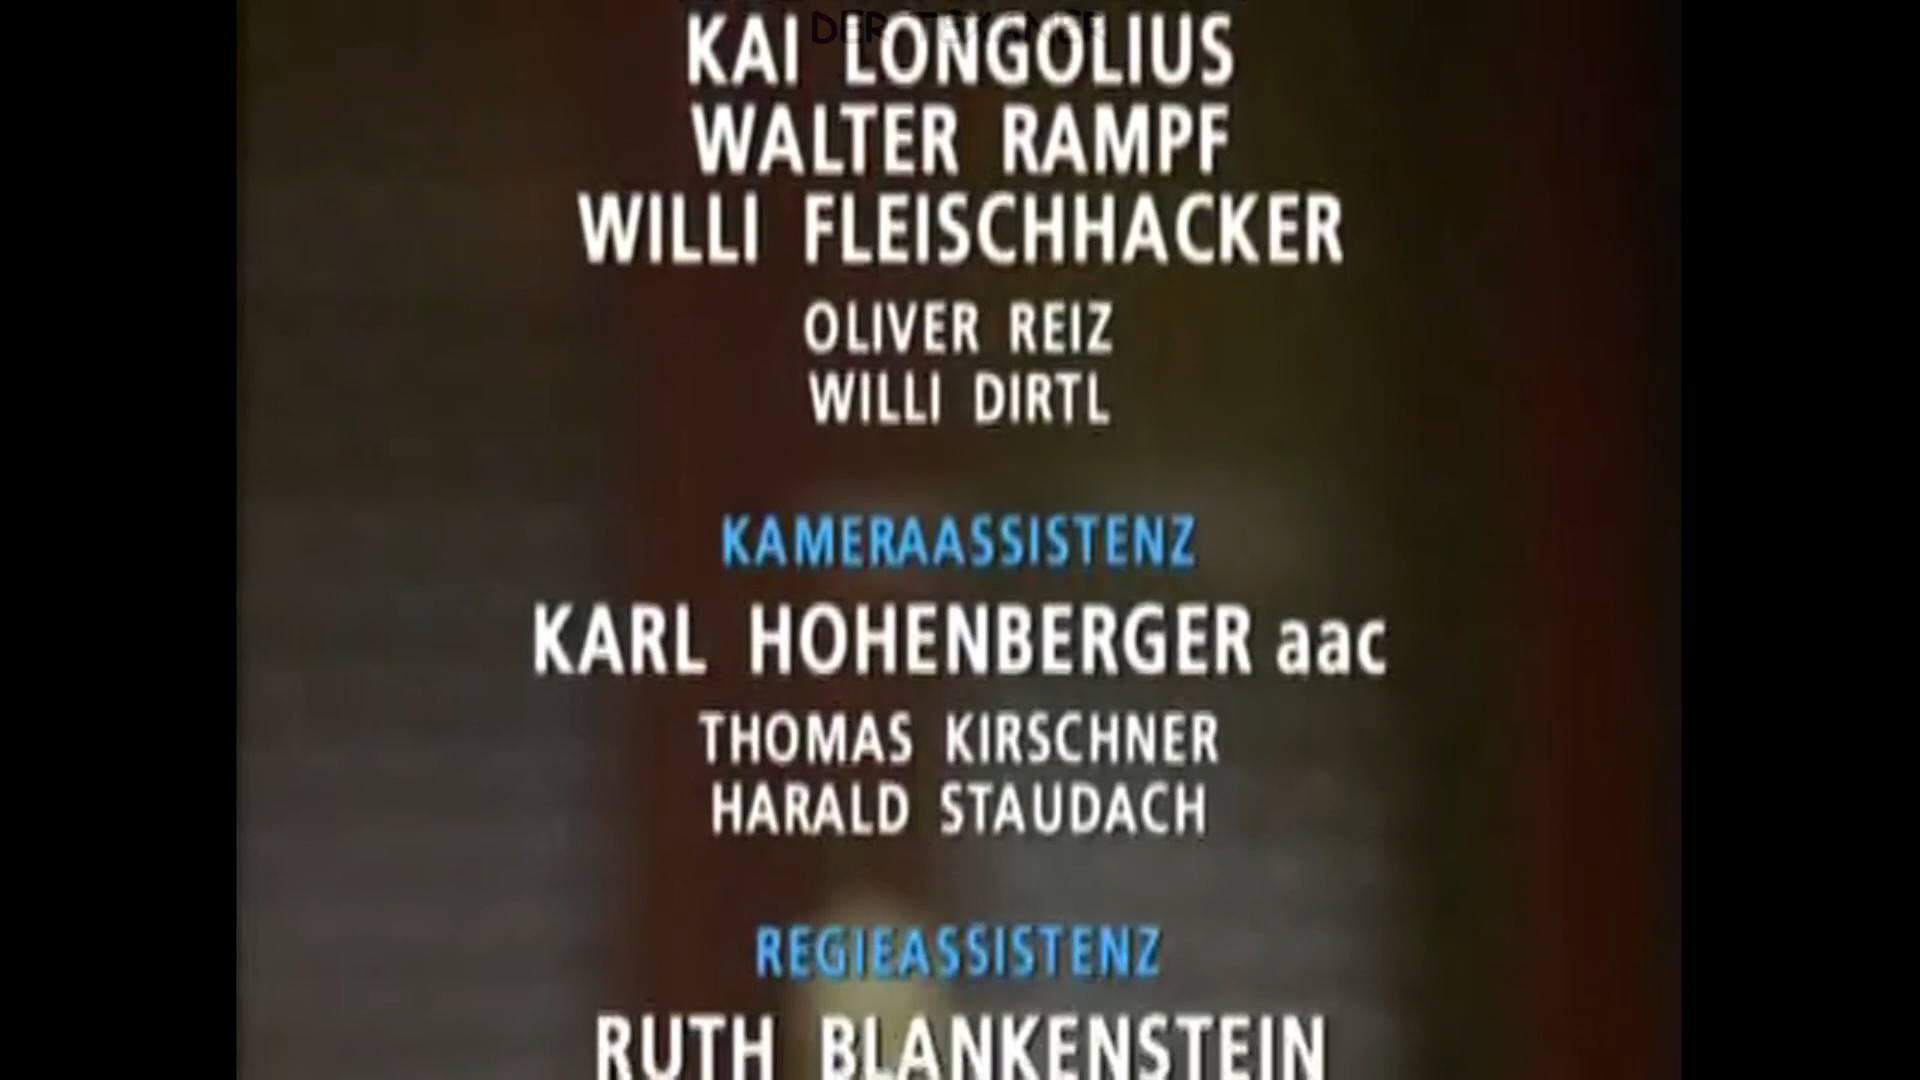 KAI LONGOLIUS
WALTER RAMPF
WILLI FLEISCHHACKER
OLIVER REIZ
WILLI DIRTL
KAMERAASSISTENZ
KARL HOHENBERGER aac
THOMAS KIRSCHNER
HARALD STAUDACH
REGIEASSISTENZ
RUTH BLANKENSTEIN